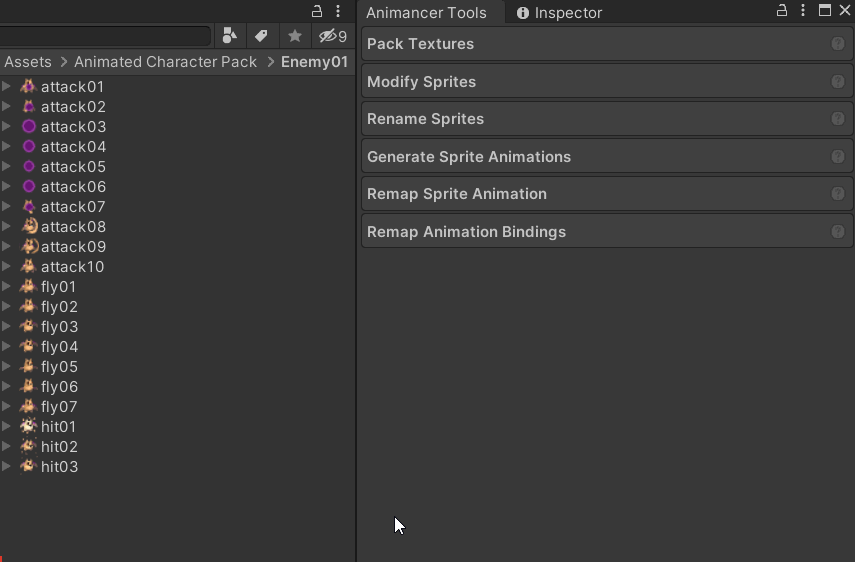 Animancer Tools
Inspector
9
Assets > Animated Character Pack > Enemy01
attack01
attack02
attack03
attack04
attack05
attack06
attack07
attack08
attack09
attack10
fly01
fly02
fly03
fly04
fly05
fly06
fly07
hit01
hit02
hit03
Pack Textures
Modify Sprites
Rename Sprites
Generate Sprite Animations
Remap Sprite Animation
Remap Animation Bindings